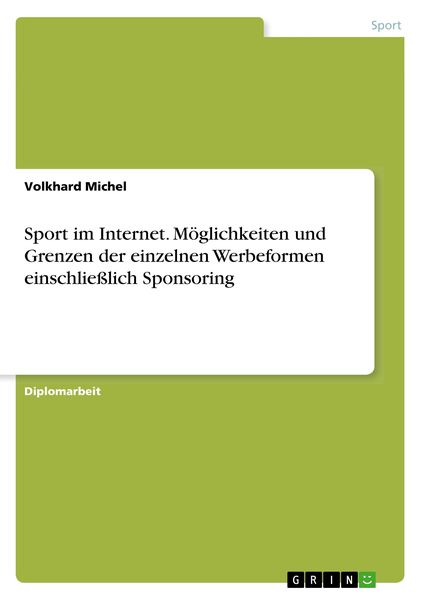 Sport
Volkhard Michel
Sport im Internet. Möglichkeiten und
Grenzen der einzelnen Werbeformen
einschließlich Sponsoring
Diplomarbeit
GRIN